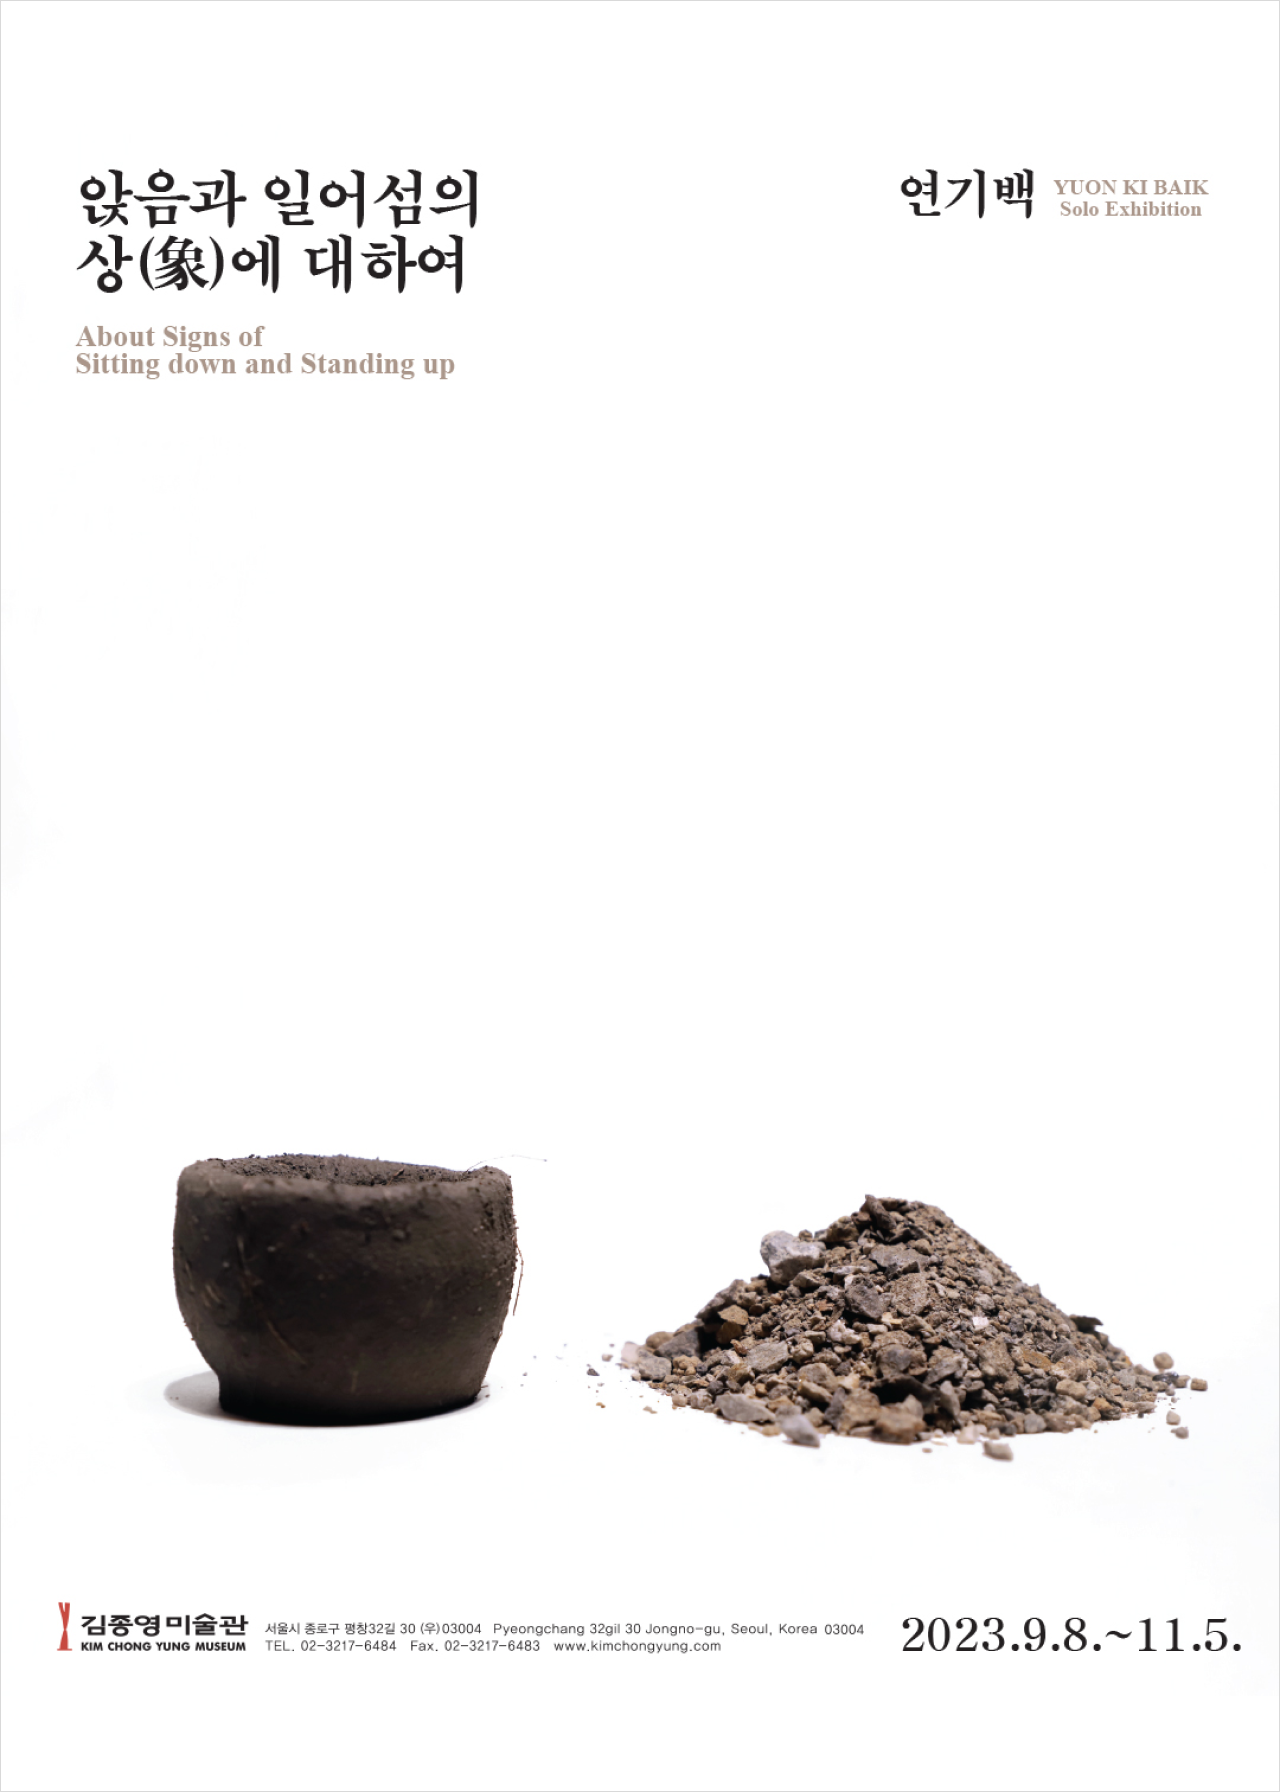 앉음과 일어섬의
상(象)에 대하여
About Signs of
Sitting down and Standing up
연기백
YUON KI BAIK
Solo Exhibition
김종영미술관
KIM CHONG YUNG MUSEUM
서울시 종로구 평창32길 30 (우)03004 Pyeongchang 32gil 30 Jongno-gu, Seoul, Korea 03004
TEL. 02-3217-6484 Fax. 02-3217-6483 www.kimchongyung.com
2023.9.8.~11.5.